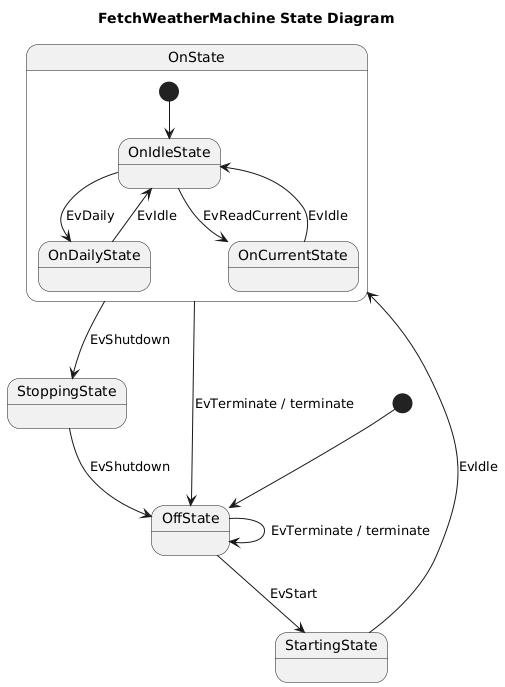 FetchWeatherMachine State Diagram
OnState
OnIdleState
EvDaily
EvIdle
EvReadCurrent
EvIdle
OnDailyState
OnCurrentState
EvShutdown
StoppingState
EvTerminate / terminate
EvShutdown
EvIdle
OffState
EvTerminate / terminate
EvStart
StartingState